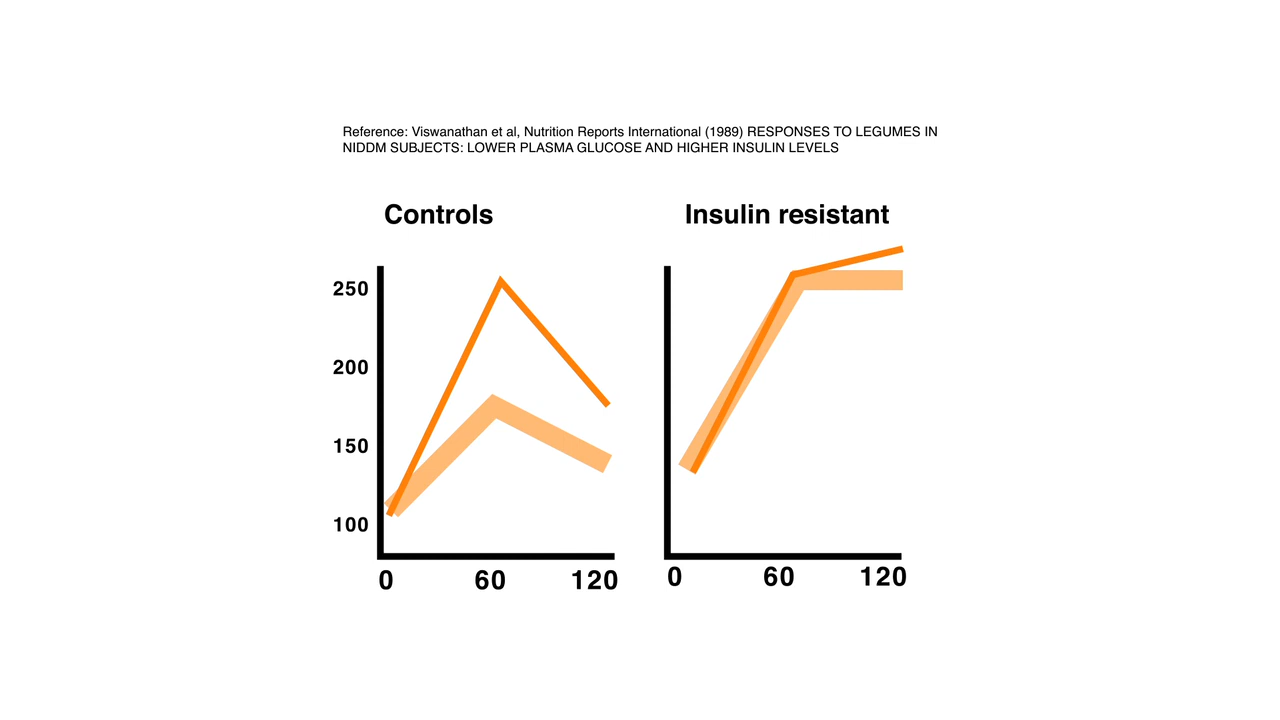 Reference: Viswanathan et al, Nutrition Reports International (1989) RESPONSES TO LEGUMES IN
NIDDM SUBJECTS: LOWER PLASMA GLUCOSE AND HIGHER INSULIN LEVELS
Controls
250
200
150
100
0 60 120
Insulin resistant
0 60 120